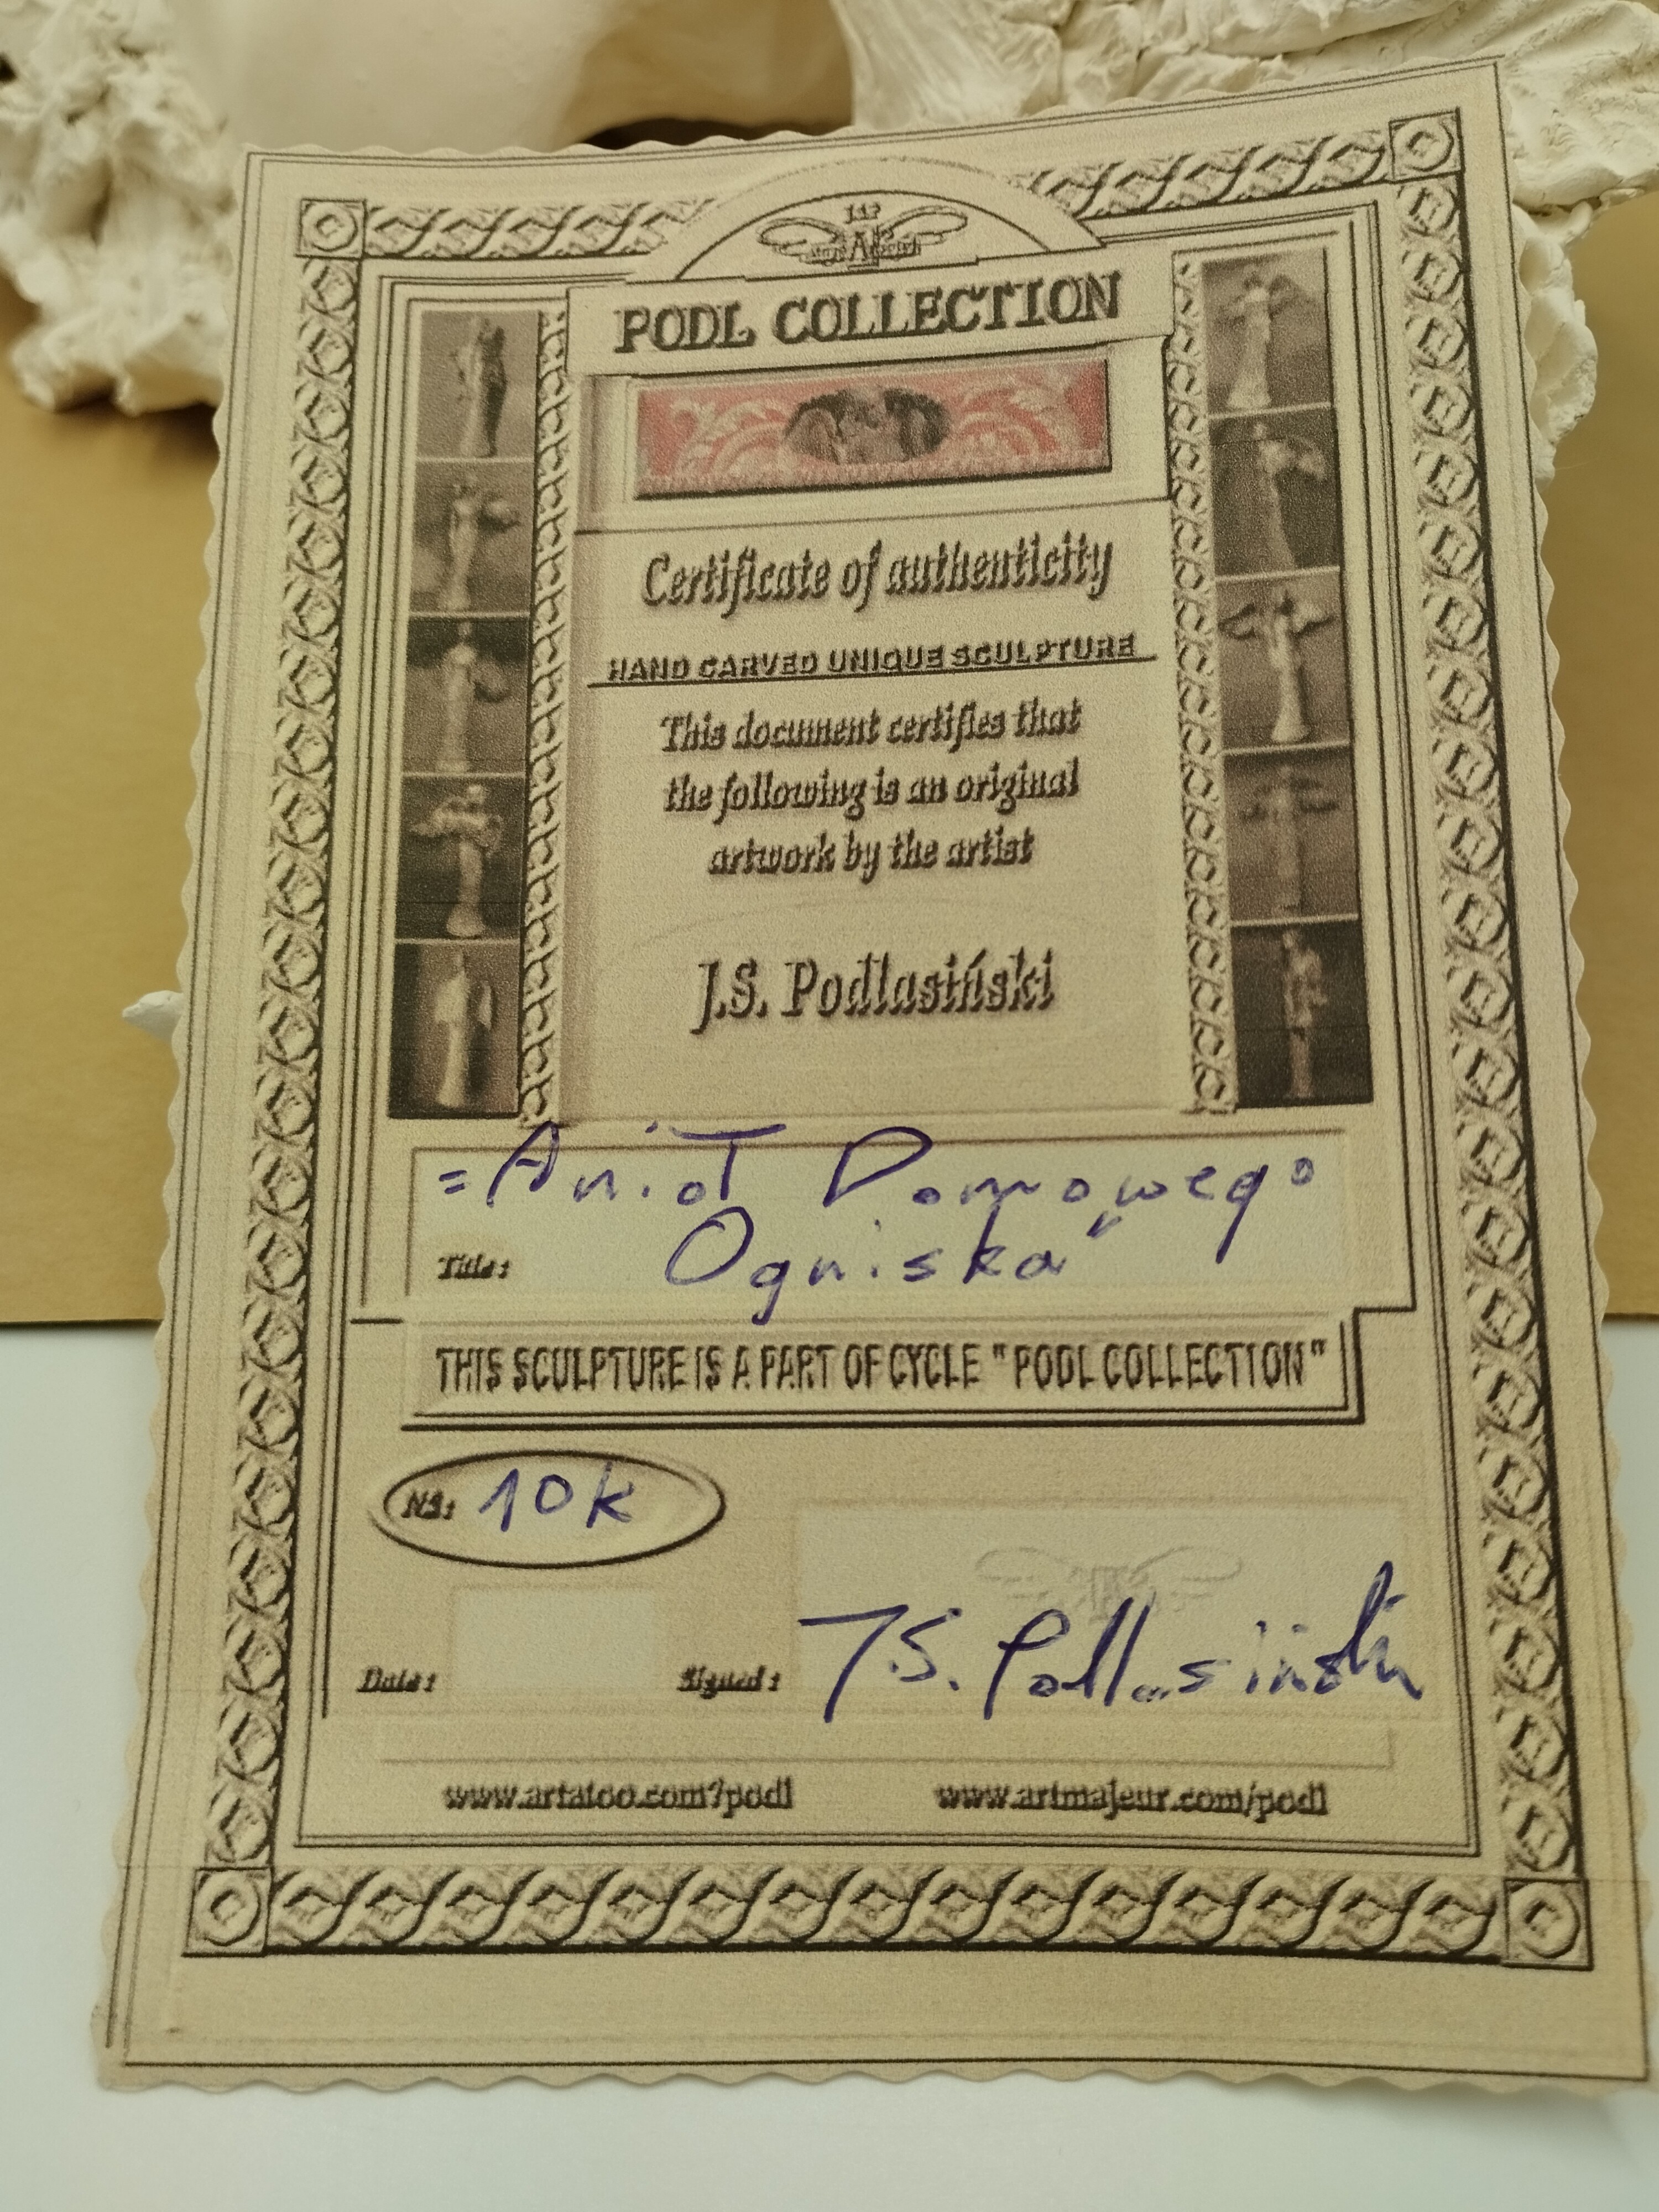 PODL COLLECTION
Certificate of authenticity
HAND CARVED UNIQUE SCULPTURE
This document certifies that
the following is an original
artwork by the artist
J.S. Podlasiński
"Anioł Domowego
Title: Ogniska"
THIS SCULPTURE IS A PART OF CYCLE "PODL COLLECTION"
NS: 10k
Date: Signed: J.S. Podlasiński
www.artatoo.com?podl www.artmajeur.com/podl